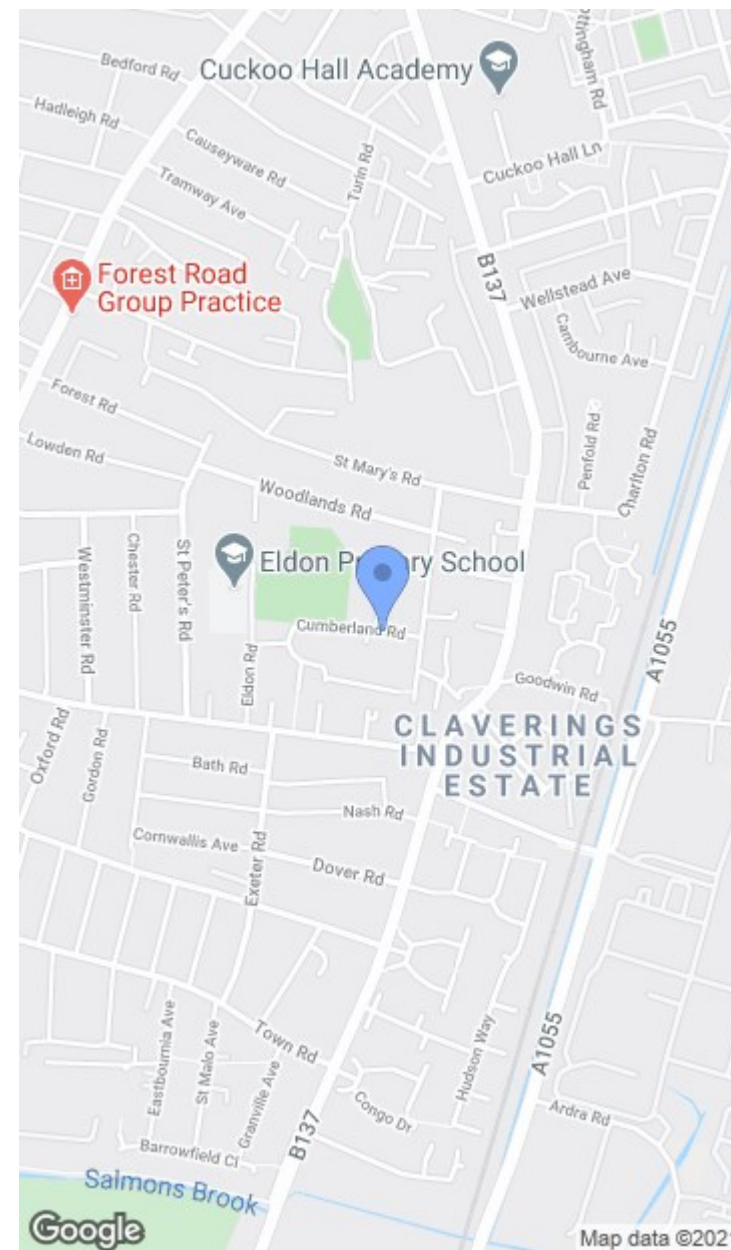 ottingham Rd
Bedford Rd
Cuckoo Hall Academy
Hadleigh Rd
Causeyware Rd
Turin Rd
Cuckoo Hall Ln
Tramway Ave
B137
Forest Road
Group Practice
Wellstead Ave
Cambourne Ave
Forest Rd
Penfold Rd
Charlton Rd
Lowden Rd
St Mary's Rd
Woodlands Rd
Westminster Rd
Chester Rd
St Peter's Rd
Eldon Pr ary School
Cumberland Rd
A1055
Eldon Rd
Goodwin Rd
Oxford Rd
Gordon Rd
CLAVERINGS
INDUSTRIAL
ESTATE
Bath Rd
Nash Rd
Cornwallis Ave
Exeter Rd
Dover Rd
Eastbournia Ave
St Malo Ave
Granville Ave
Town Rd
Hudson Way
A1055
Congo Dr
Ardra Rd
B137
Barrowfield Cl
Salmons Brook
Google
Map data ©202